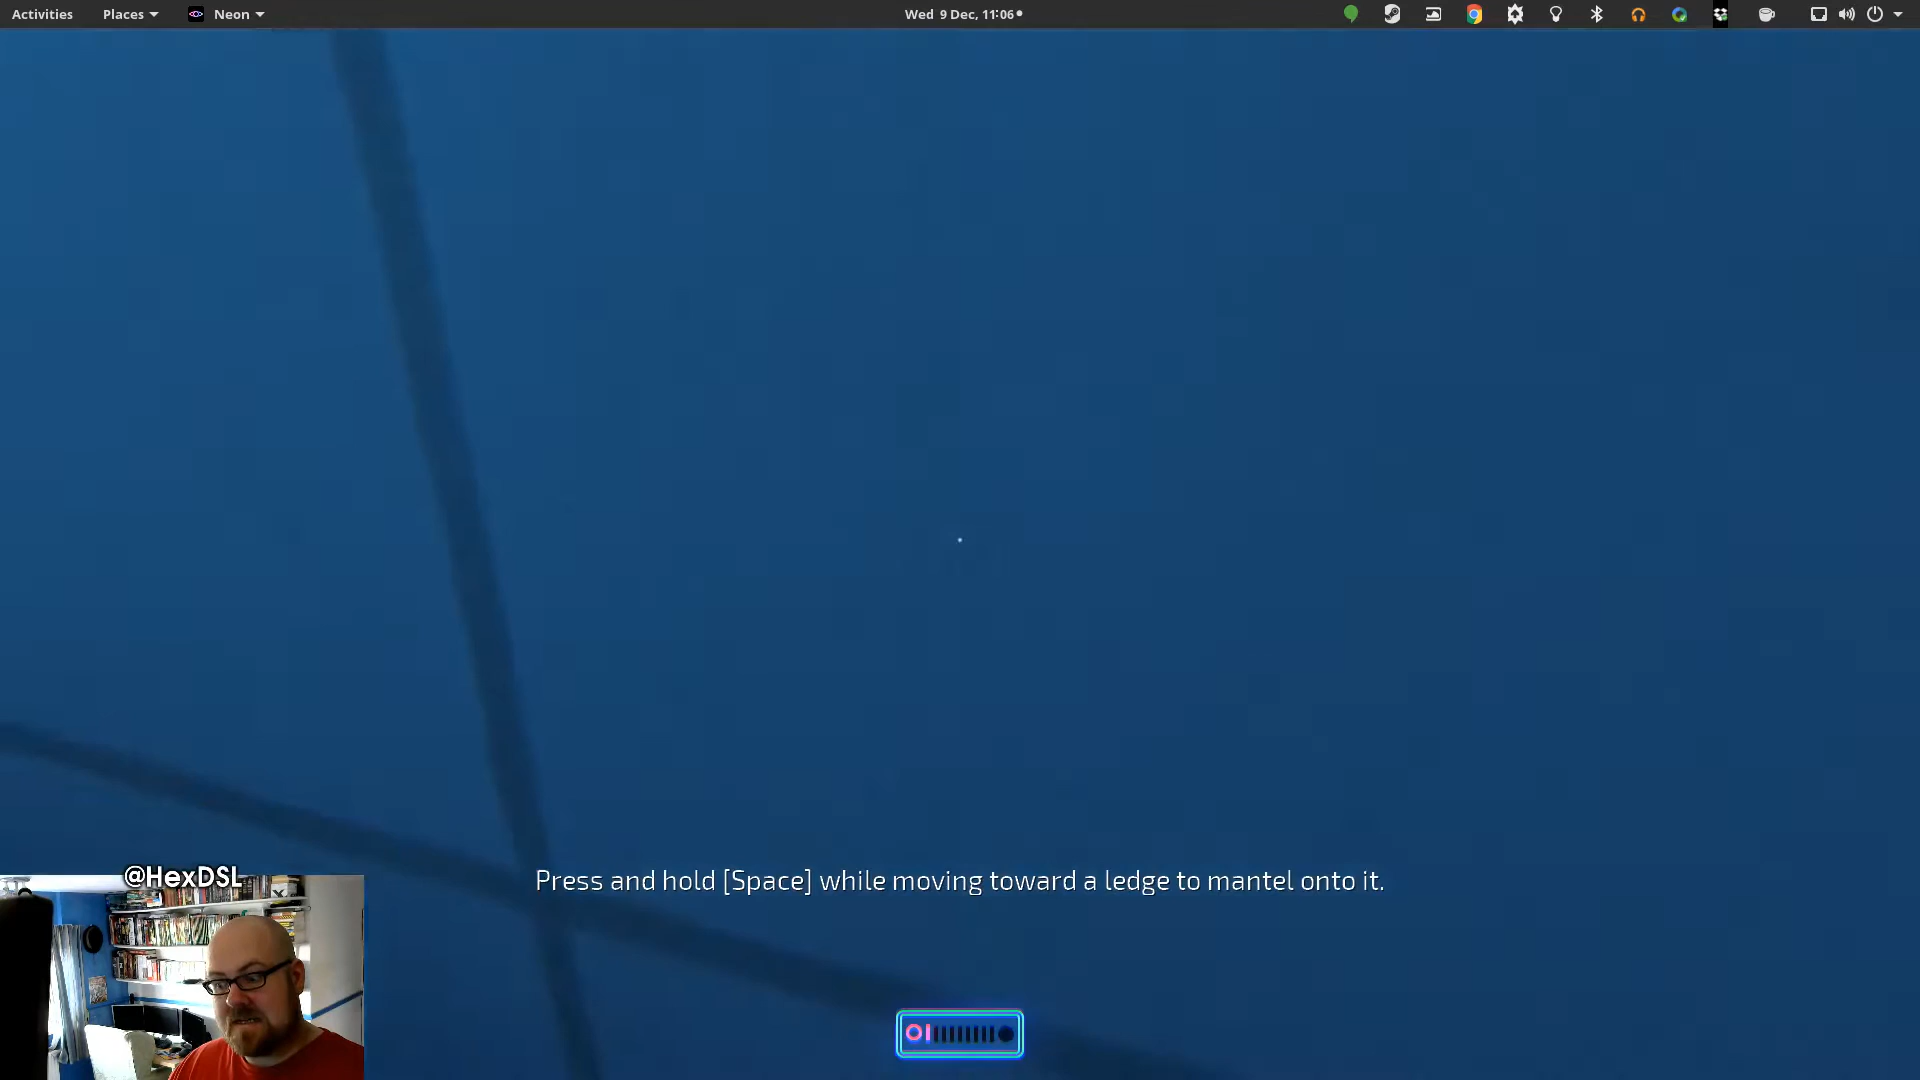 Activities Places Neon Wed 9 Dec, 11:06
@HexDSL
Press and hold [Space] while moving toward a ledge to mantel onto it.